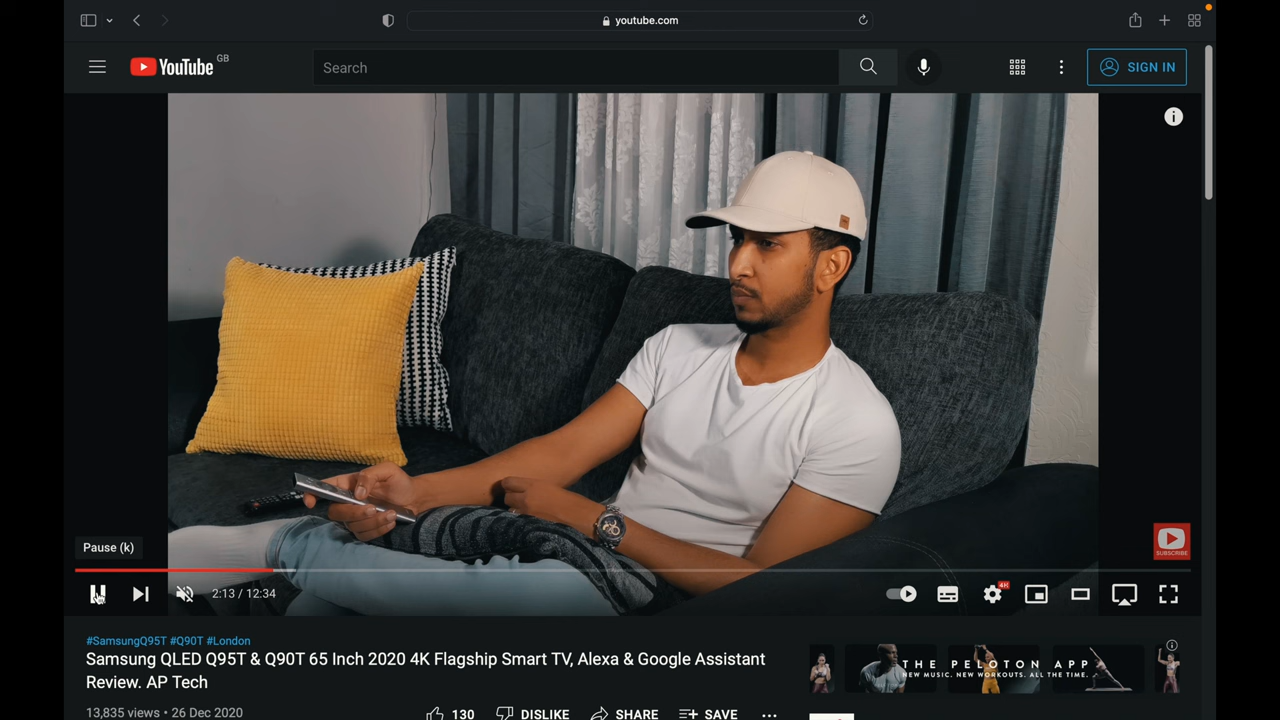 youtube.com
YouTube GB
Search
SIGN IN
Pause (k)
SUBSCRIBE
2:13 / 12:34
4K
#SamsungQ95T #Q90T #London
Samsung QLED Q95T & Q90T 65 Inch 2020 4K Flagship Smart TV, Alexa & Google Assistant
Review. AP Tech
THE PELOTON APP
NEW MUSIC. NEW WORKOUTS. ALL THE TIME.
13,835 views • 26 Dec 2020
130
DISLIKE
SHARE
SAVE